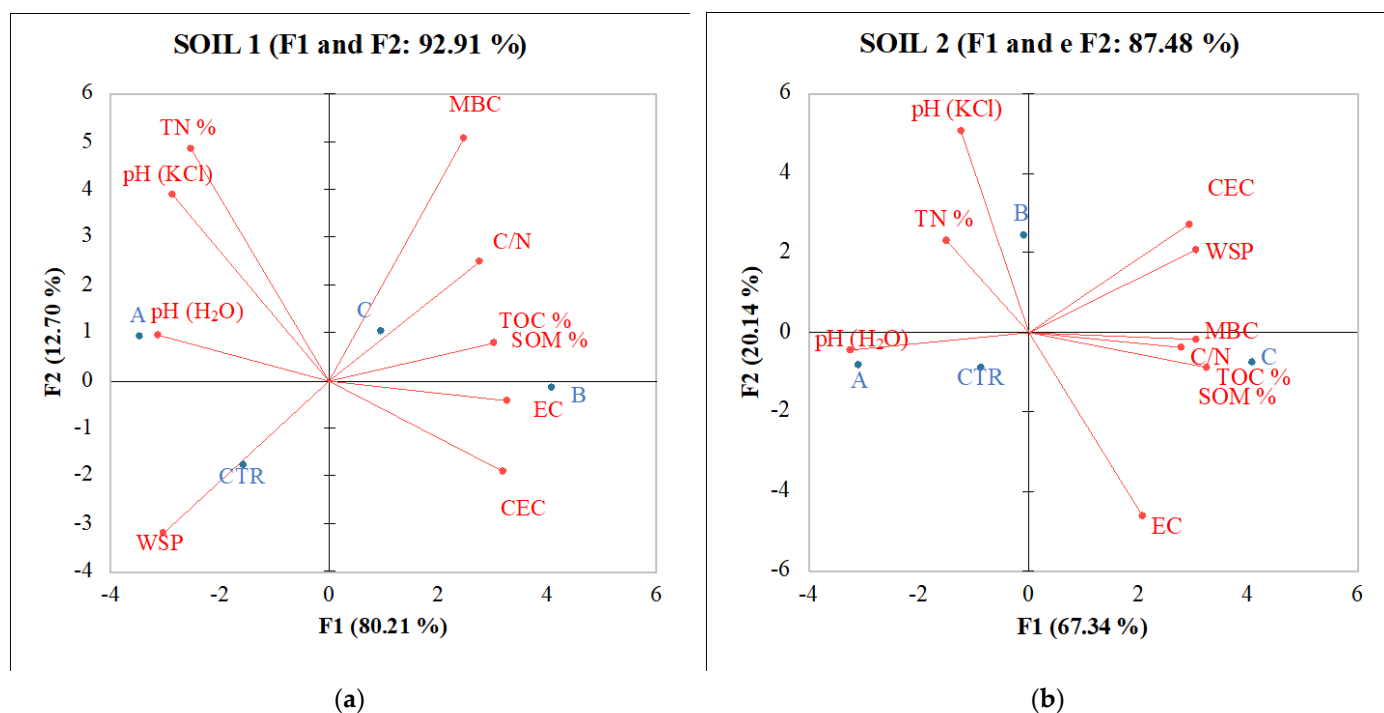 SOIL 1 (F1 and F2: 92.91 %)
6
5
4
3
2
1
0
-1
-2
-3
-4
-4
-2
0
2
4
6
F2 (12.70 %)
F1 (80.21 %)
MBC
TN %
pH (KCl)
C/N
pH (H₂O)
A
C
TOC %
SOM %
B
EC
CTR
CEC
WSP
(a)
SOIL 2 (F1 and e F2: 87.48 %)
6
4
2
0
-2
-4
-6
-4
-2
0
2
4
6
F2 (20.14 %)
F1 (67.34 %)
pH (KCl)
CEC
B
TN %
WSP
MBC
pH (H₂O)
C/N
C
A
CTR
TOC %
SOM %
EC
(b)